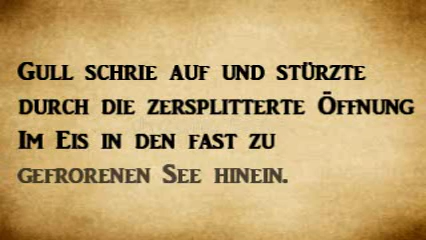 Gull schrie auf und stürzte
durch die zersplitterte Öffnung
Im Eis in den fast zu
gefrorenen See hinein.